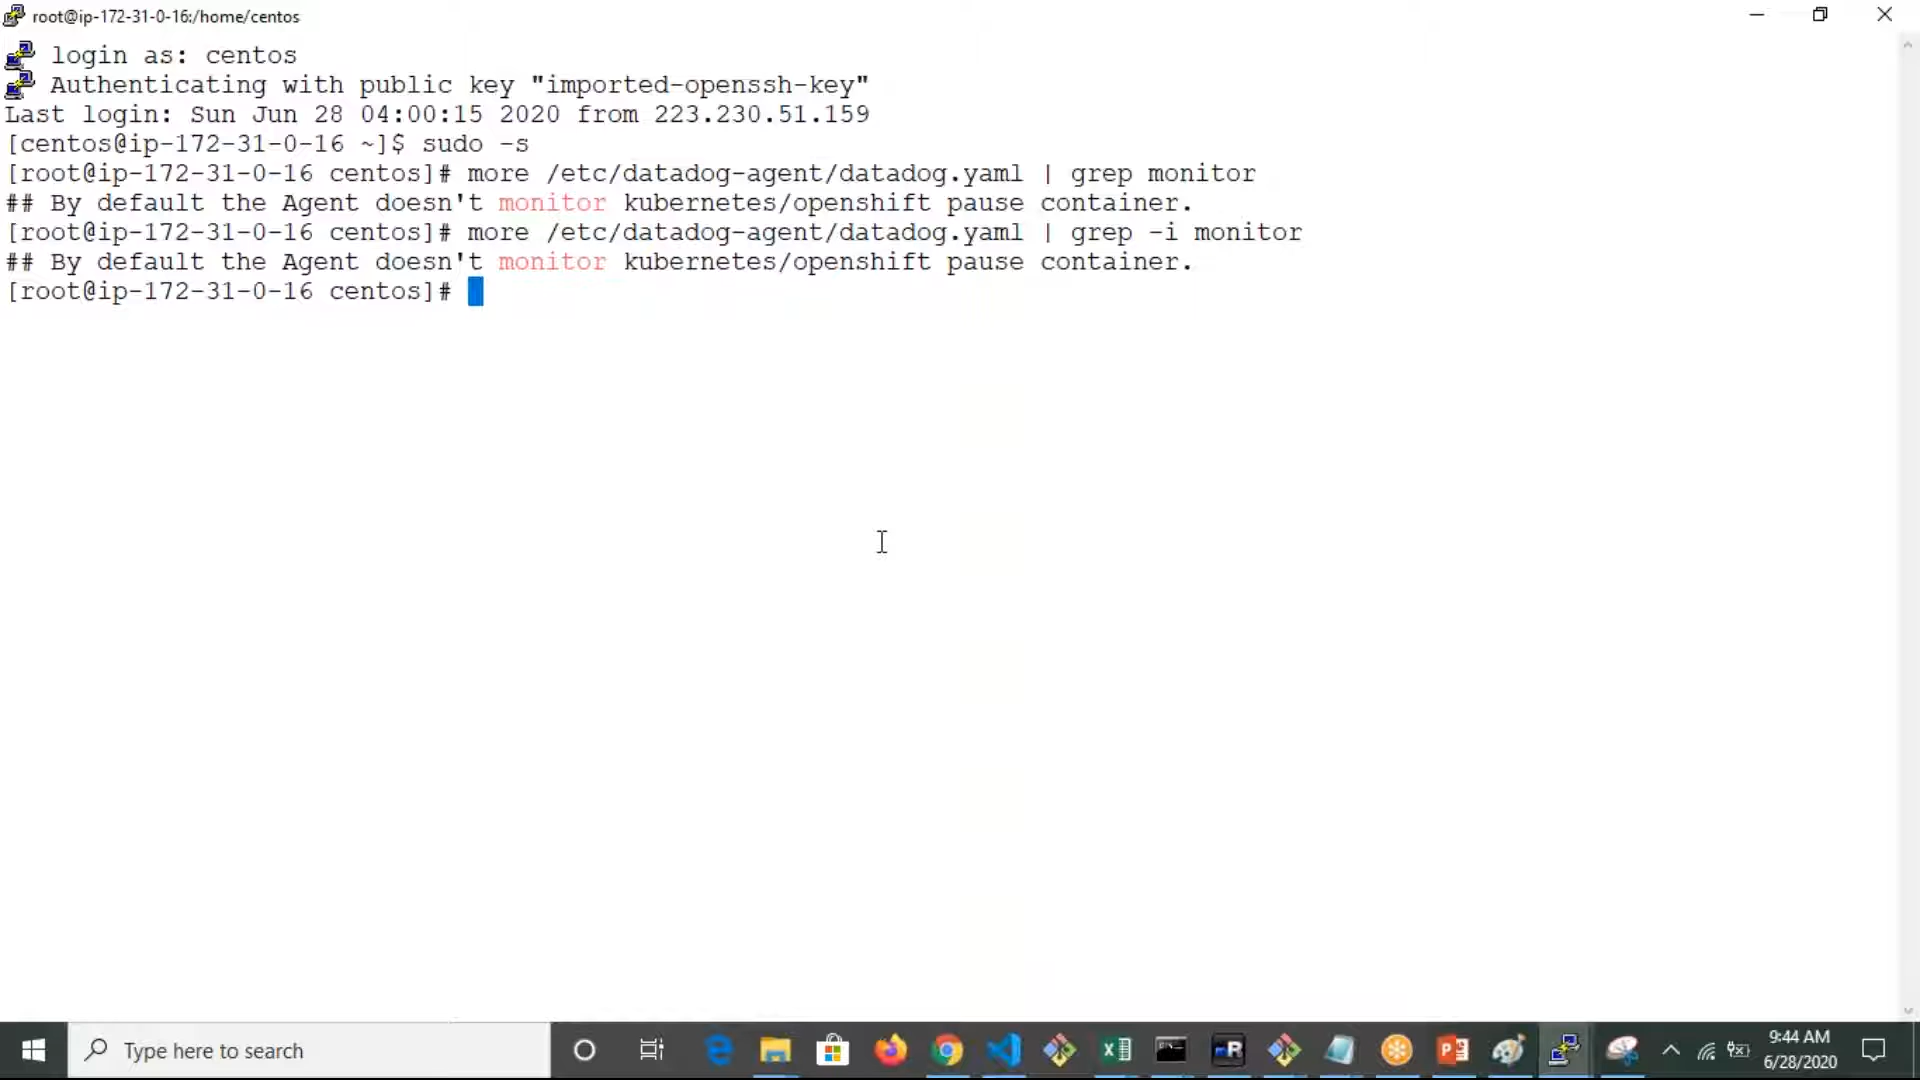 root@ip-172-31-0-16:/home/centos
login as: centos
Authenticating with public key "imported-openssh-key"
Last login: Sun Jun 28 04:00:15 2020 from 223.230.51.159
[centos@ip-172-31-0-16 ~]$ sudo -s
[root@ip-172-31-0-16 centos]# more /etc/datadog-agent/datadog.yaml | grep monitor
## By default the Agent doesn't monitor kubernetes/openshift pause container.
[root@ip-172-31-0-16 centos]# more /etc/datadog-agent/datadog.yaml | grep -i monitor
## By default the Agent doesn't monitor kubernetes/openshift pause container.
[root@ip-172-31-0-16 centos]#
Type here to search
9:44 AM
6/28/2020